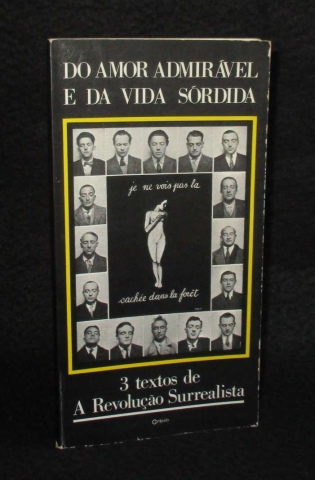 DO AMOR ADMIRÁVEL
E DA VIDA SÓRDIDA
je ne vois pas la
cachée dans la forêt
3 textos de
A Revolução Surrealista